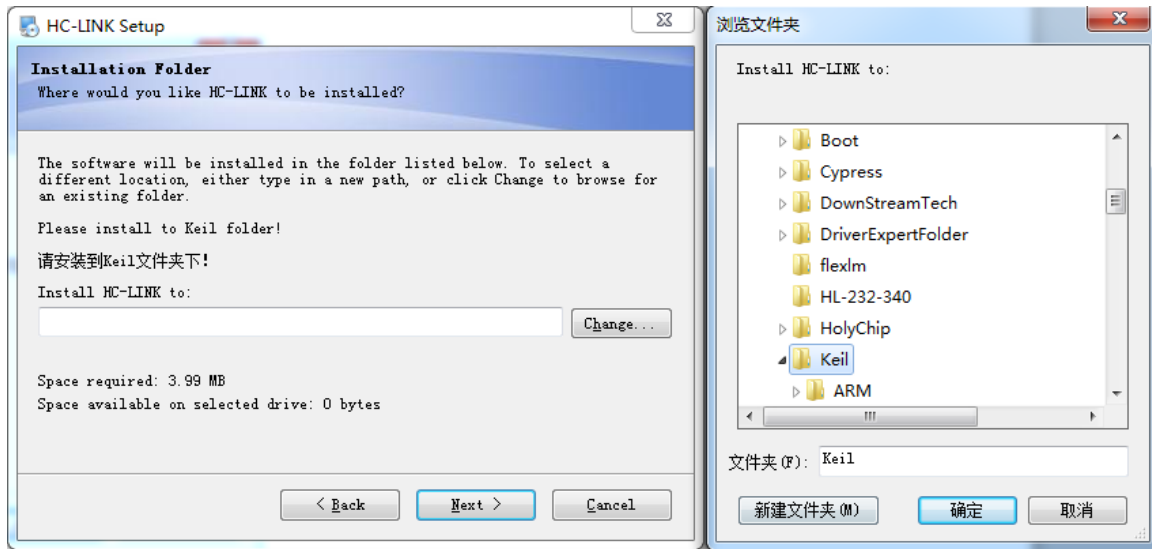 HC-LINK Setup
Installation Folder
Where would you like HC-LINK to be installed?
The software will be installed in the folder listed below. To select a
different location, either type in a new path, or click Change to browse for
an existing folder.
Please install to Keil folder!
请安装到Keil文件夹下!
Install HC-LINK to:
Change...
Space required: 3.99 MB
Space available on selected drive: 0 bytes
< Back
Next >
Cancel
浏览文件夹
Install HC-LINK to:
Boot
Cypress
DownStreamTech
DriverExpertFolder
flexlm
HL-232-340
HolyChip
Keil
ARM
文件夹(F): Keil
新建文件夹(M)
确定
取消